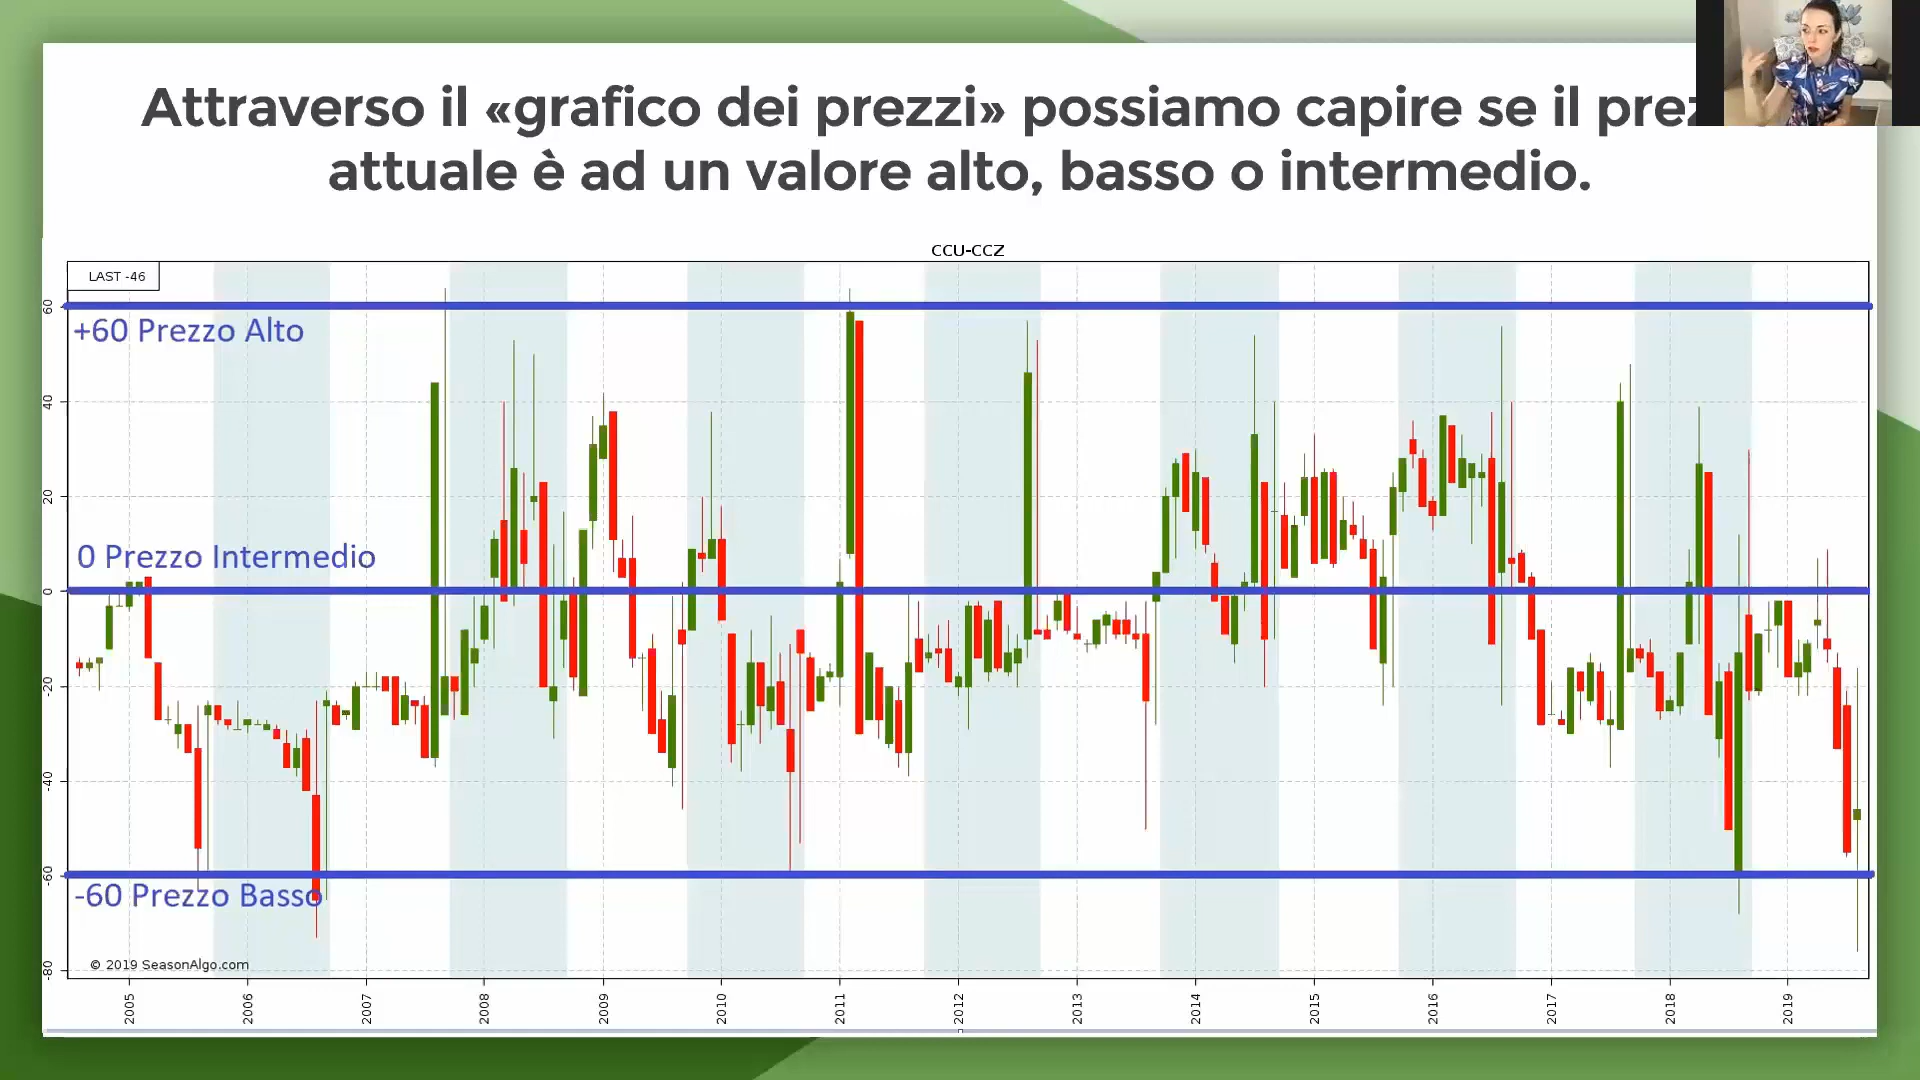 Attraverso il «grafico dei prezzi» possiamo capire se il
attuale è ad un valore alto, basso o intermedio.
CCU-CCZ
LAST -46
60
+60 Prezzo Alto
40
20
0 Prezzo Intermedio
0
-20
-40
-60
-60 Prezzo Basso
-80
© 2019 SeasonAlgo.com
2005 2006 2007 2008 2009 2010 2011 2012 2013 2014 2015 2016 2017 2018 2019